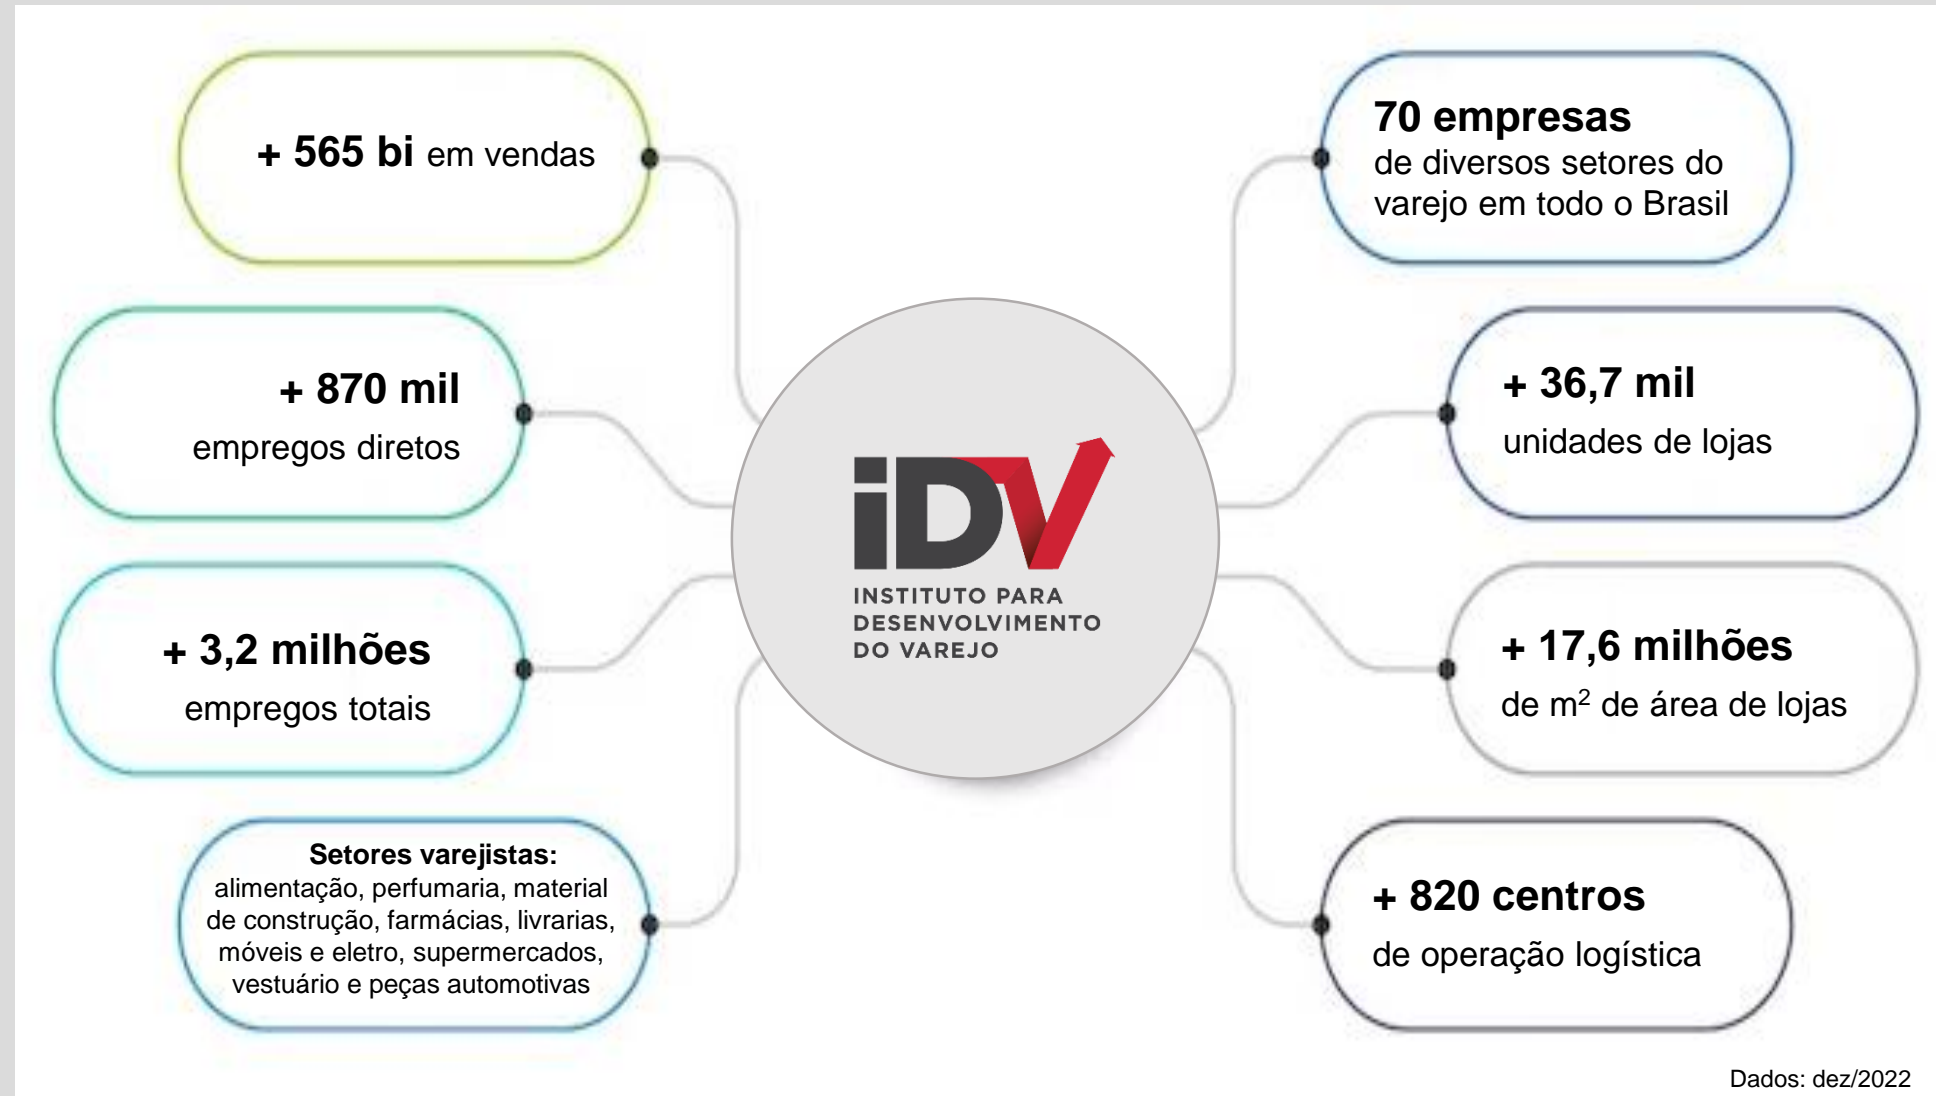 + 565 bi em vendas
+ 870 mil
empregos diretos
+ 3,2 milhões
empregos totais
Setores varejistas:
alimentação, perfumaria, material
de construção, farmácias, livrarias,
móveis e eletro, supermercados,
vestuário e peças automotivas
iDV
INSTITUTO PARA
DESENVOLVIMENTO
DO VAREJO
70 empresas
de diversos setores do
varejo em todo o Brasil
+ 36,7 mil
unidades de lojas
+ 17,6 milhões
de m² de área de lojas
+ 820 centros
de operação logística
Dados: dez/2022